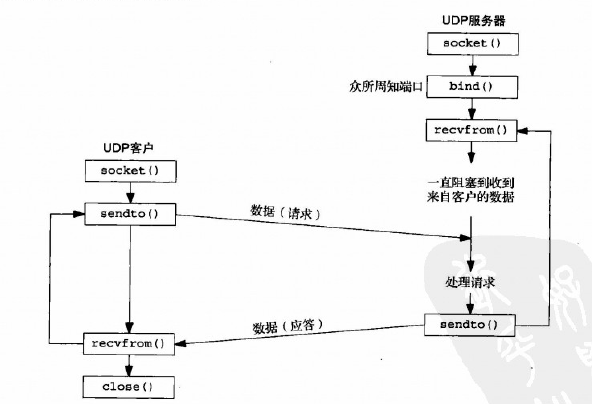 UDP服务器
socket()
众所周知端口
bind()
recvfrom()
一直阻塞到收到
来自客户的数据
UDP客户
socket()
sendto()
数据（请求）
处理请求
sendto()
数据（应答）
recvfrom()
close()